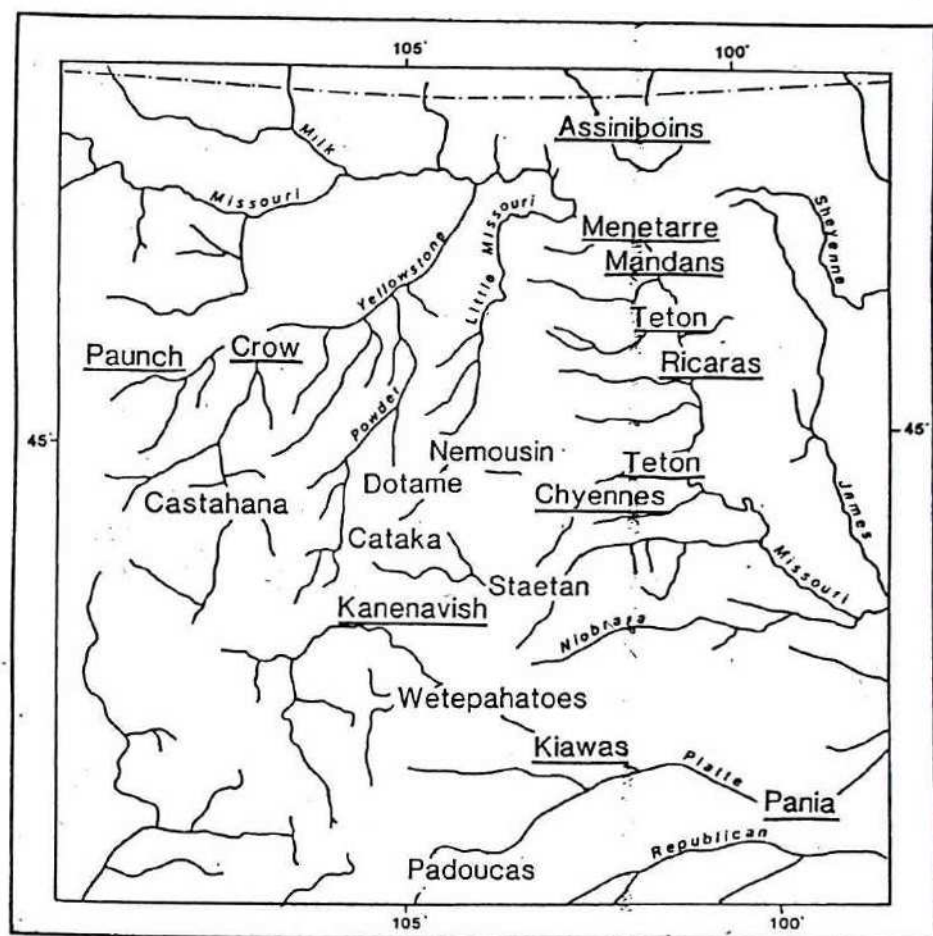 105°
100°
Assiniboins
Milk
Missouri
Sheyenne
Menetarre
Mandans
Little Missouri
Yellowstong
Teton
Crow
Paunch
Ricaras
Powder
45°
45°
Nemousin
Teton
Dotame
Chyennes
Castahana
James
Cataka
Missouri
Staetan
Kanenavish
Niobrara
Wetepahatoes
Kiawas
Platte
Pania
Republican
Padoucas
105°
100°